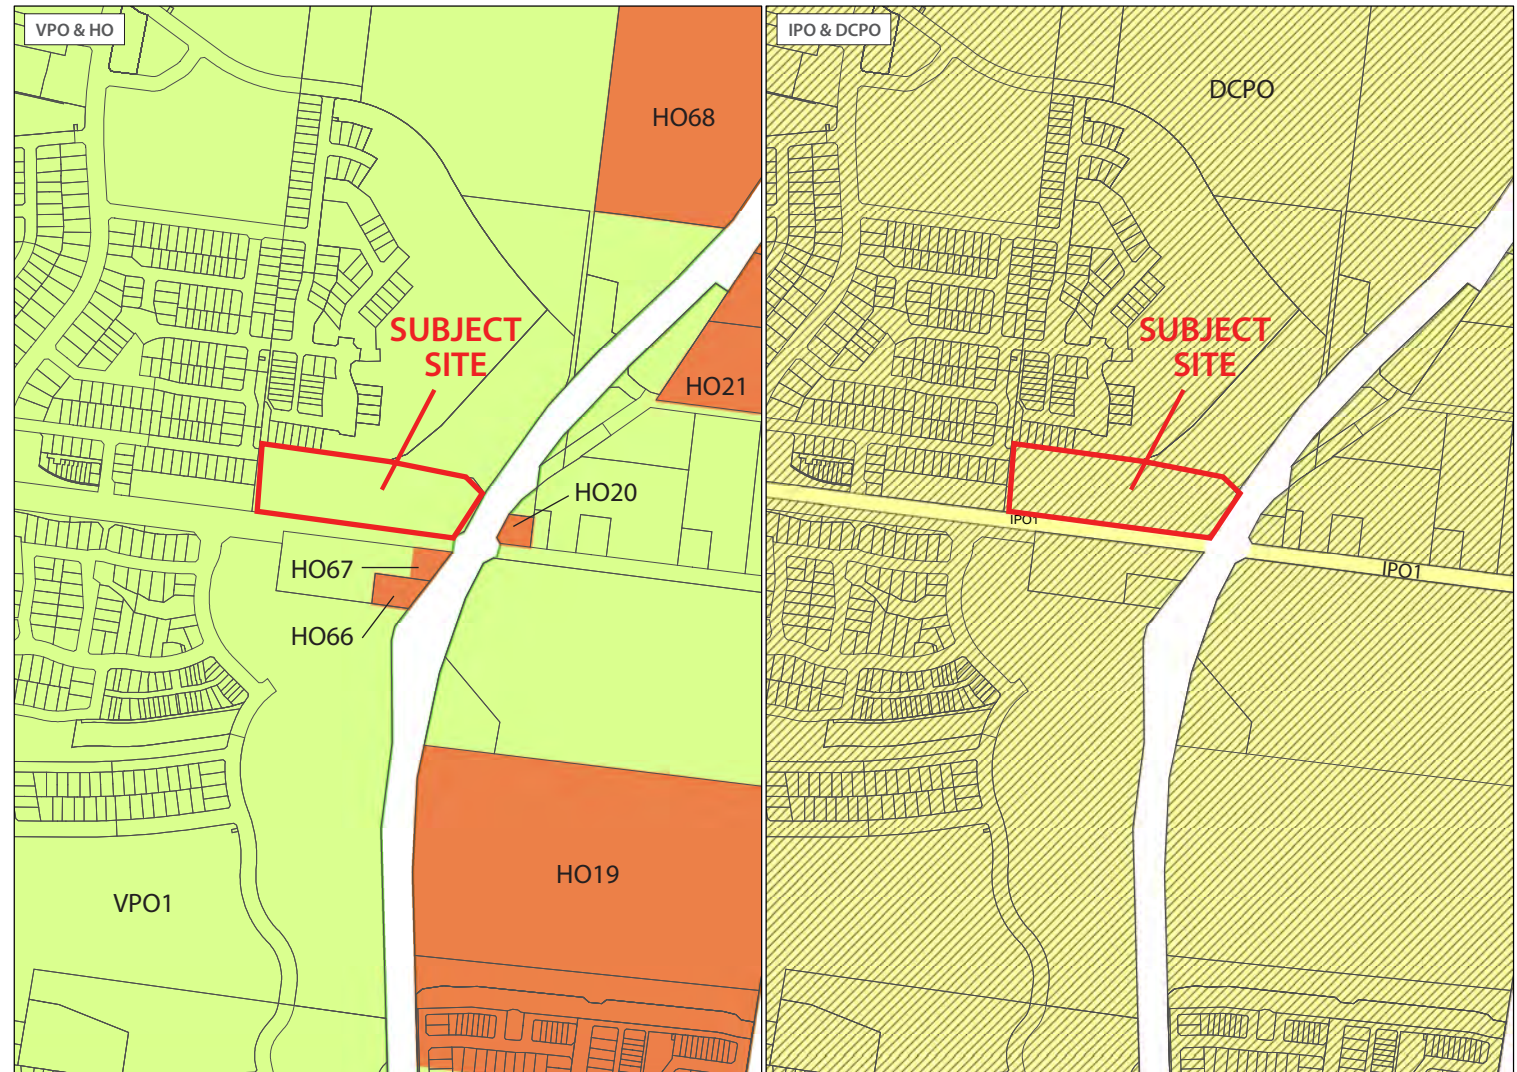 VPO & HO
HO68
SUBJECT
SITE
HO21
HO20
HO67
HO66
HO19
VPO1
IPO & DCPO
DCPO
SUBJECT
SITE
IPO1
IPO1